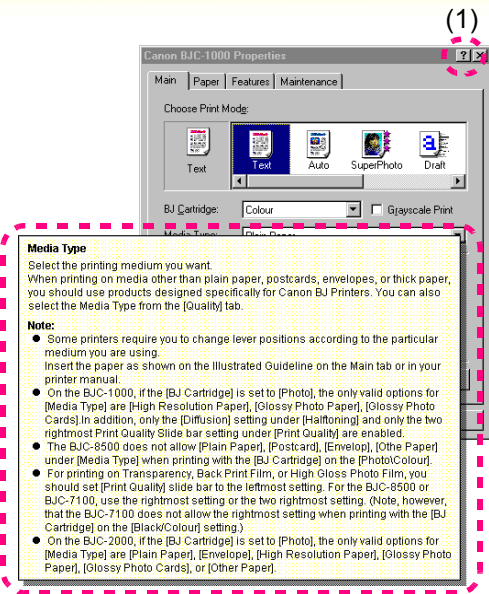 (1)
Canon BJC-1000 Properties
Main Paper Features Maintenance
Choose Print Mode:
Text Text Auto SuperPhoto Draft
BJ Cartridge: Colour Grayscale Print
Media Type: Plain Paper
Media Type
Select the printing medium you want.
When printing on media other than plain paper, postcards, envelopes, or thick paper,
you should use products designed specifically for Canon BJ Printers. You can also
select the Media Type from the [Quality] tab.
Note:
● Some printers require you to change lever positions according to the particular
medium you are using.
Insert the paper as shown on the Illustrated Guideline on the Main tab or in your
printer manual.
● On the BJC-1000, if the [BJ Cartridge] is set to [Photo], the only valid options for
[Media Type] are [High Resolution Paper], [Glossy Photo Paper], [Glossy Photo
Cards].In addition, only the [Diffusion] setting under [Halftoning] and only the two
rightmost Print Quality Slide bar setting under [Print Quality] are enabled.
● The BJC-8500 does not allow [Plain Paper], [Postcard], [Envelop], [Othe Paper]
under [Media Type] when printing with the [BJ Cartridge] on the [Photo\Colour].
● For printing on Transparency, Back Print Film, or High Gloss Photo Film, you
should set [Print Quality] slide bar to the leftmost setting. For the BJC-8500 or
BJC-7100, use the rightmost setting or the two rightmost setting. (Note, however,
that the BJC-7100 does not allow the rightmost setting when printing with the [BJ
Cartridge] on the [Black/Colour] setting.)
● On the BJC-2000, if the [BJ Cartridge] is set to [Photo], the only valid options for
[Media Type] are [Plain Paper], [Envelope], [High Resolution Paper], [Glossy Photo
Paper], [Glossy Photo Cards], or [Other Paper].